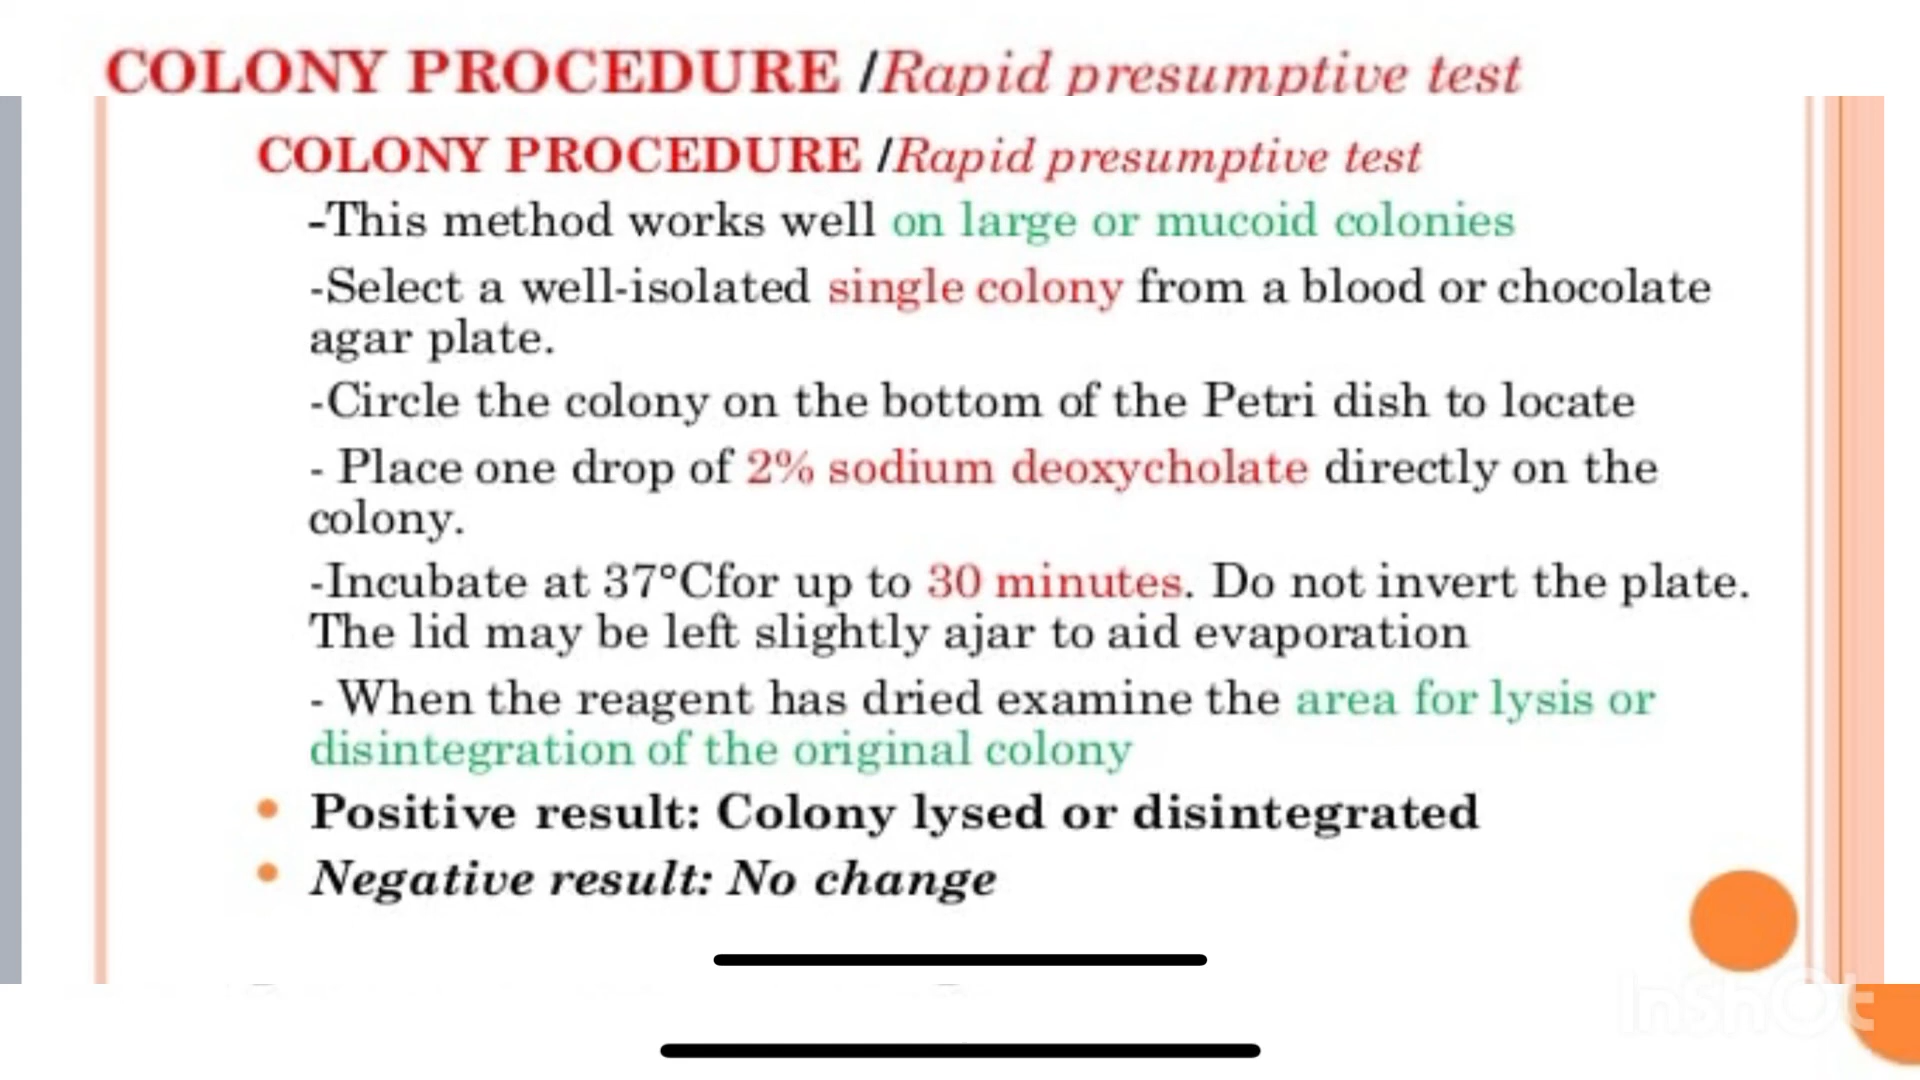 COLONY PROCEDURE /Rapid presumptive test
COLONY PROCEDURE /Rapid presumptive test
-This method works well on large or mucoid colonies
-Select a well-isolated single colony from a blood or chocolate
agar plate.
-Circle the colony on the bottom of the Petri dish to locate
- Place one drop of 2% sodium deoxycholate directly on the
colony.
-Incubate at 37°Cfor up to 30 minutes. Do not invert the plate.
The lid may be left slightly ajar to aid evaporation
- When the reagent has dried examine the area for lysis or
disintegration of the original colony
• Positive result: Colony lysed or disintegrated
• Negative result: No change
InShOt